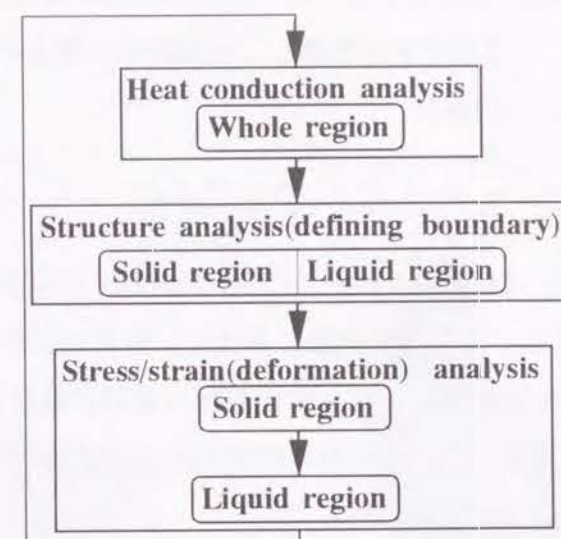 Heat conduction analysis
Whole region
Structure analysis(defining boundary)
Solid region Liquid region
Stress/strain(deformation) analysis
Solid region
Liquid region